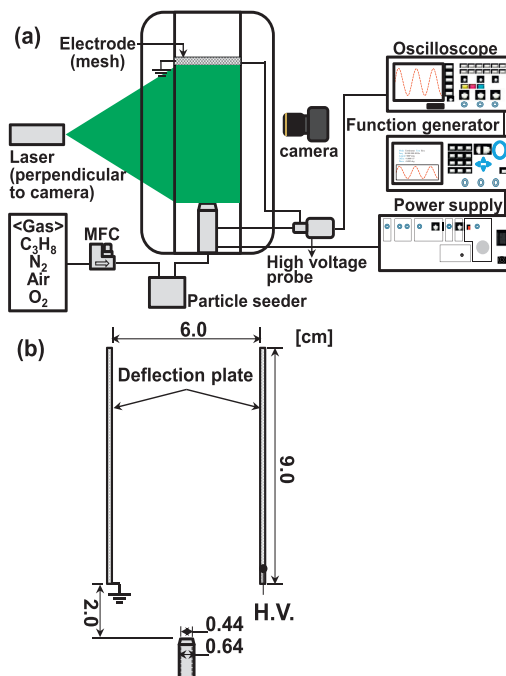 (a)
Electrode
(mesh)
Oscilloscope
Function generator
camera
Laser
(perpendicular
to camera)
Power supply
<Gas>
C₃H₈
N₂
Air
O₂
MFC
High voltage
probe
Particle seeder
(b)
6.0
[cm]
Deflection plate
9.0
2.0
H.V.
0.44
0.64